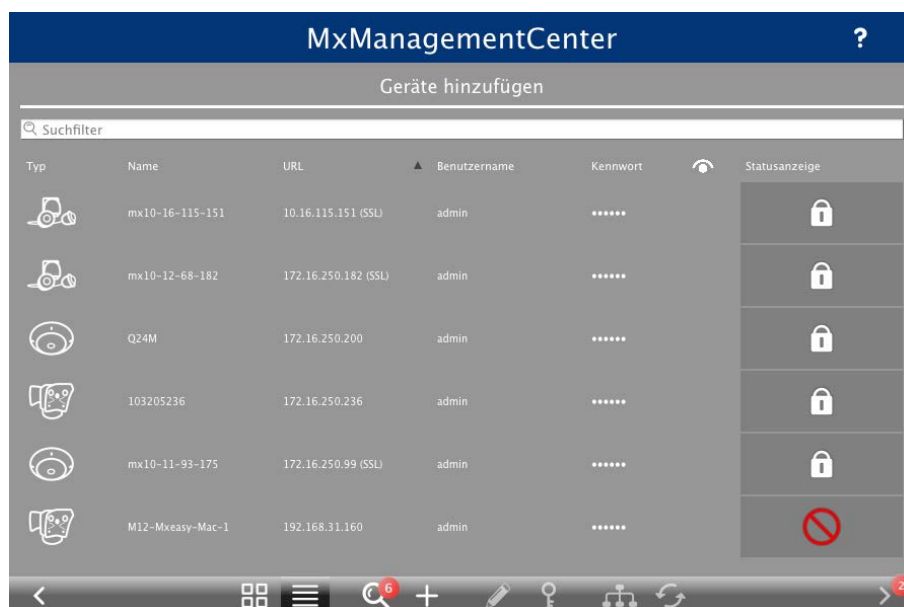 MxManagementCenter ?
Geräte hinzufügen
Suchfilter
Typ Name URL Benutzername Kennwort Statusanzeige
mx10-16-115-151 10.16.115.151 (SSL) admin ••••••
mx10-12-68-182 172.16.250.182 (SSL) admin ••••••
Q24M 172.16.250.200 admin ••••••
103205236 172.16.250.236 admin ••••••
mx10-11-93-175 172.16.250.99 (SSL) admin ••••••
M12-Mxeasy-Mac-1 192.168.31.160 admin ••••••
6 2